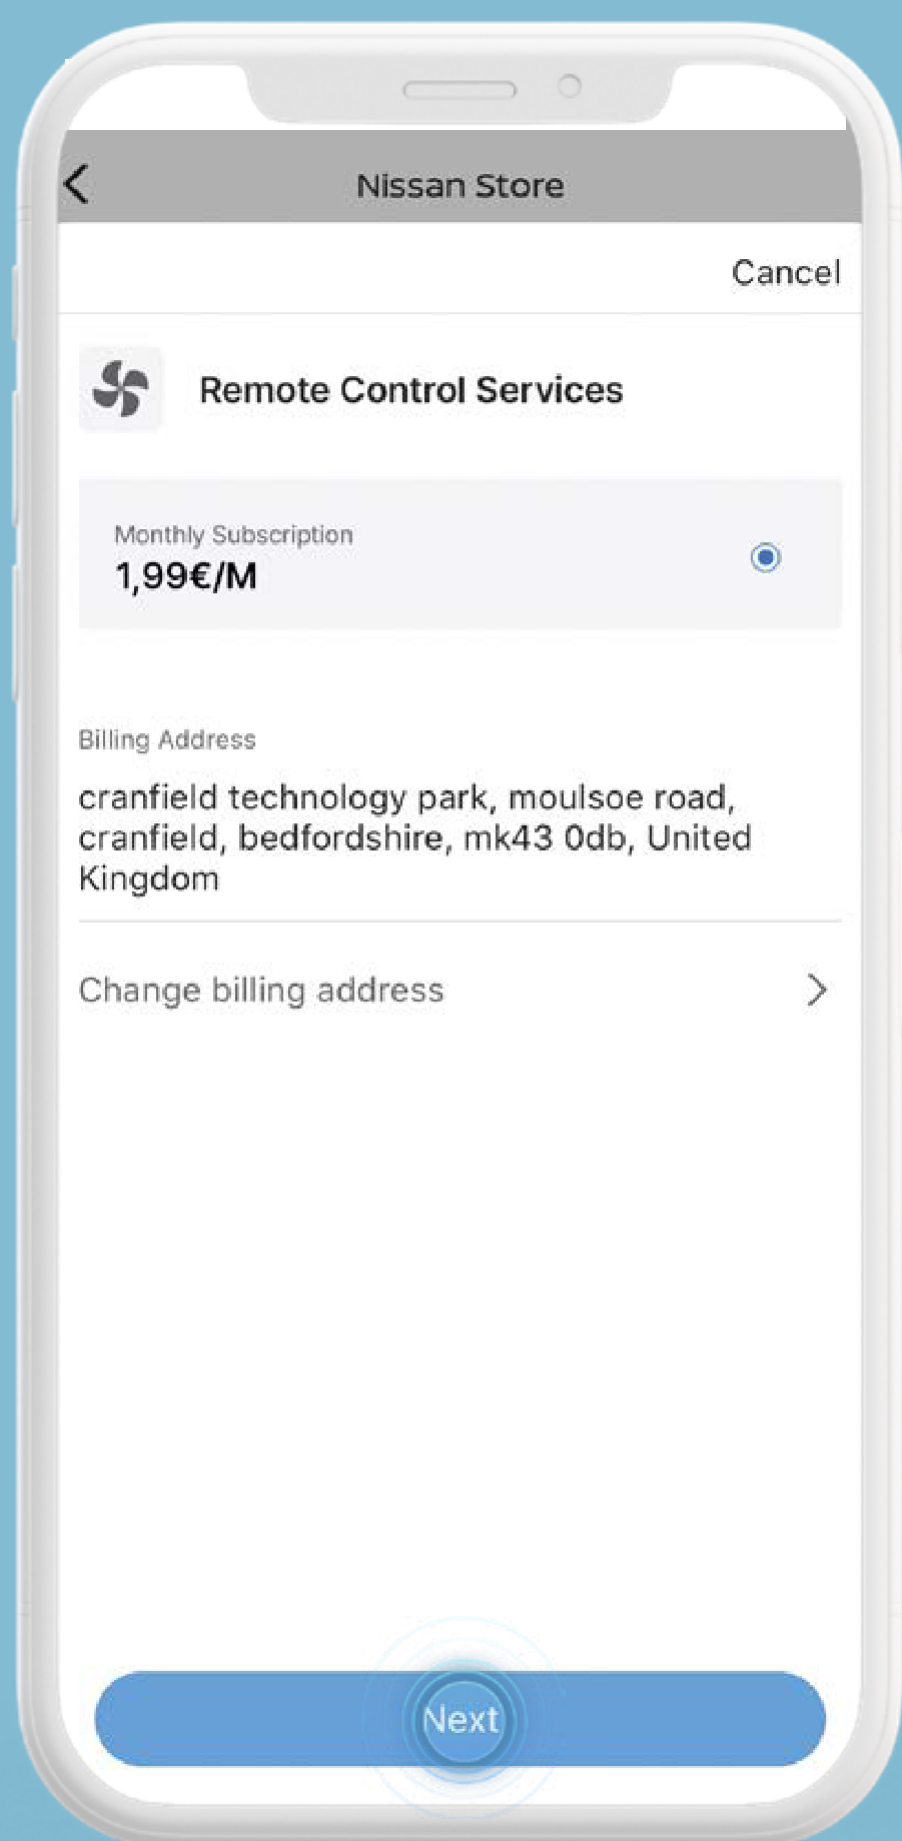 Nissan Store
Cancel
Remote Control Services
Monthly Subscription
1,99€/M
Billing Address
cranfield technology park, moulsoe road,
cranfield, bedfordshire, mk43 0db, United
Kingdom
Change billing address
Next